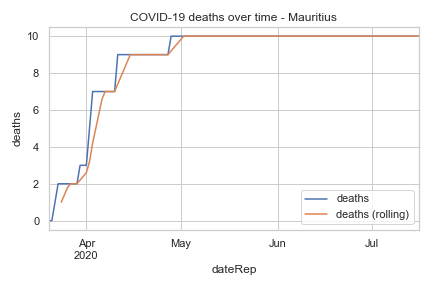 COVID-19 deaths over time - Mauritius
10
8
6
4
2
0
deaths
deaths
deaths (rolling)
Apr
2020
May
Jun
Jul
dateRep